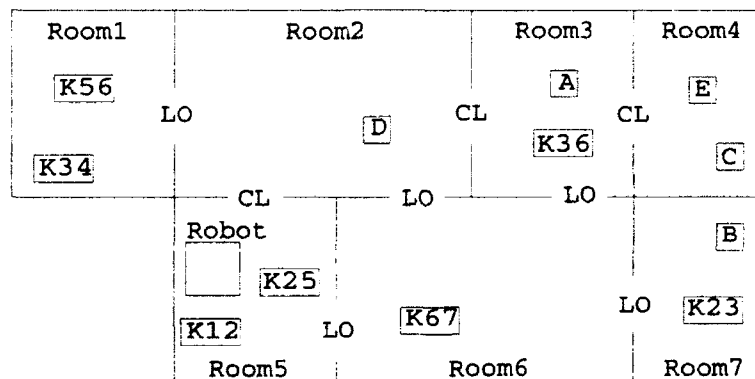 Room1 Room2 Room3 Room4
K56 A E
LO D CL CL
K34 K36 C
CL LO LO
Robot B
K25
K12 LO K67 LO K23
Room5 Room6 Room7